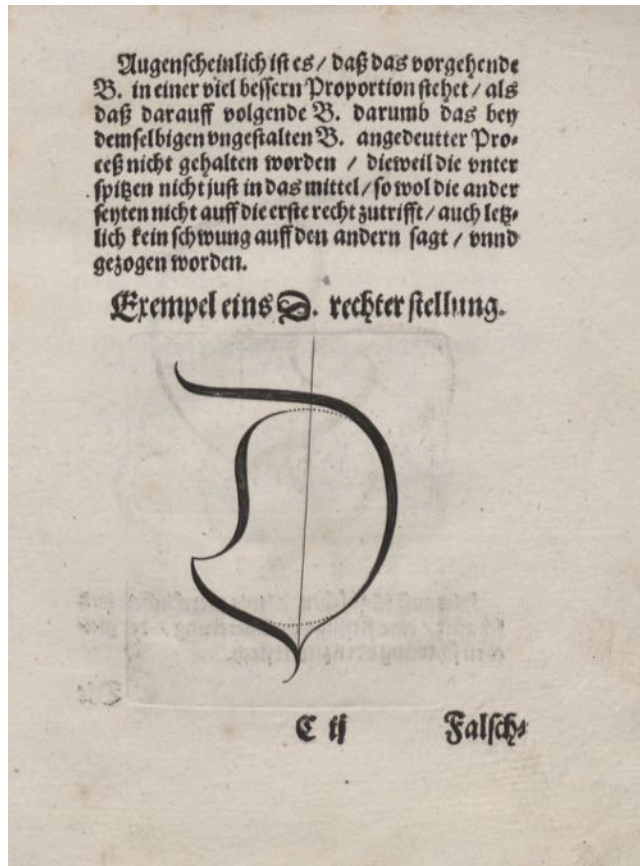 Augenscheinlich ist es / daß das vorgehende
B. in einer viel bessern Proportion stehet / als
daß darauff volgende B. darumb das bey
demselbigen vngestalten B. angedeutter Pro⸗
ceß nicht gehalten worden / dieweil die vnter
spitzen nicht just in das mittel / so wol die ander
seyten nicht auff die erste recht zutrifft / auch letz⸗
lich kein schwung auff den andern sagt / vnnd
gezogen worden.
Exempel eins D. rechter stellung.
D
C ij Falsch⸗